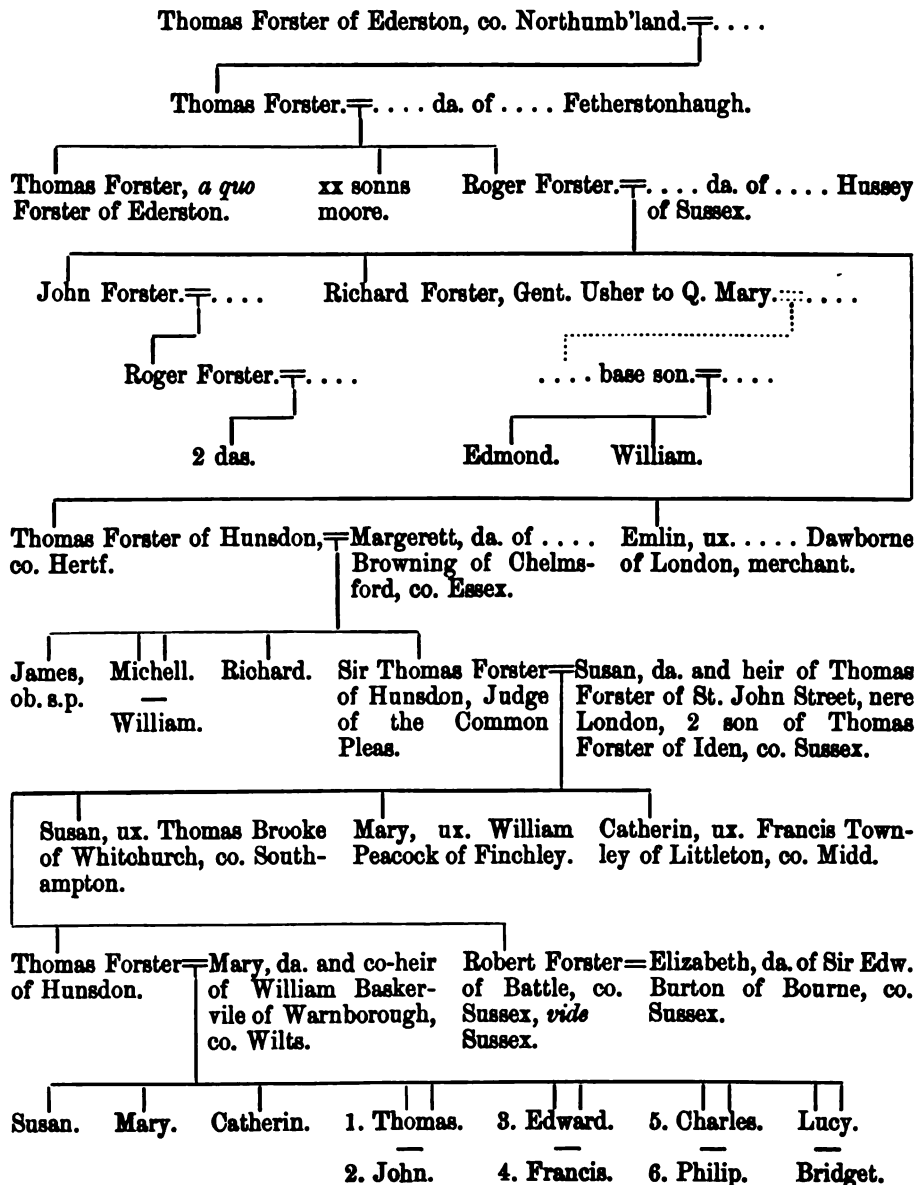 Thomas Forster of Ederston, co. Northumb'land.=. . . .
Thomas Forster.=. . . . da. of . . . . Fetherstonhaugh.
Thomas Forster, a quo
Forster of Ederston.
xx sonns
moore.
Roger Forster.=. . . . da. of . . . . Hussey
of Sussex.
John Forster.=. . . .
Richard Forster, Gent. Usher to Q. Mary.::::. . . .
Roger Forster.=. . . .
. . . . base son.=. . . .
2 das.
Edmond.
William.
Thomas Forster of Hunsdon,=Margerett, da. of . . . .
co. Hertf.
Browning of Chelms-
ford, co. Essex.
Emlin, ux. . . . . Dawborne
of London, merchant.
James,
ob. s.p.
Michell.
—
William.
Richard.
Sir Thomas Forster=Susan, da. and heir of Thomas
of Hunsdon, Judge
of the Common
Pleas.
Forster of St. John Street, nere
London, 2 son of Thomas
Forster of Iden, co. Sussex.
Susan, ux. Thomas Brooke
of Whitchurch, co. South-
ampton.
Mary, ux. William
Peacock of Finchley.
Catherin, ux. Francis Town-
ley of Littleton, co. Midd.
Thomas Forster=Mary, da. and co-heir
of Hunsdon.
of William Basker-
vile of Warnborough,
co. Wilts.
Robert Forster=Elizabeth, da. of Sir Edw.
of Battle, co.
Sussex, vide
Sussex.
Burton of Bourne, co.
Sussex.
Susan. Mary. Catherin. 1. Thomas. 3. Edward. 5. Charles. Lucy.
— — — —
2. John. 4. Francis. 6. Philip. Bridget.